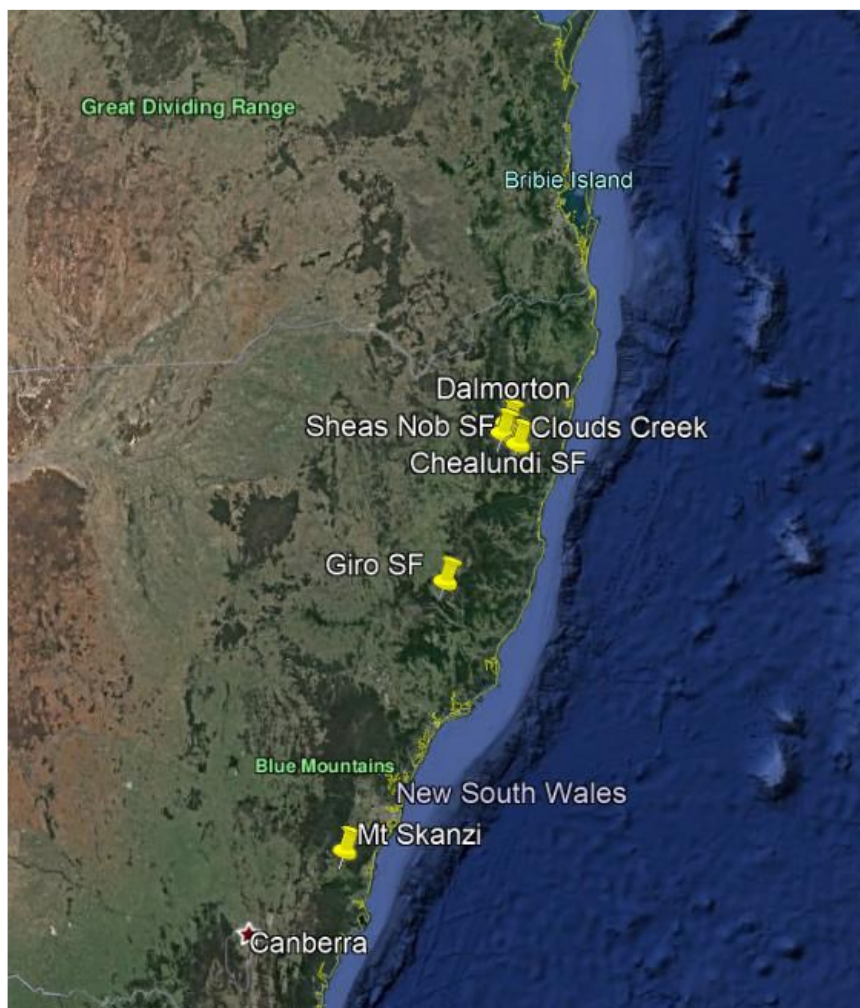 Great Dividing Range
Bribie Island
Dalmorton
Sheas Nob SF Clouds Creek
Chealundi SF
Giro SF
Blue Mountains
New South Wales
Mt Skanzi
Canberra